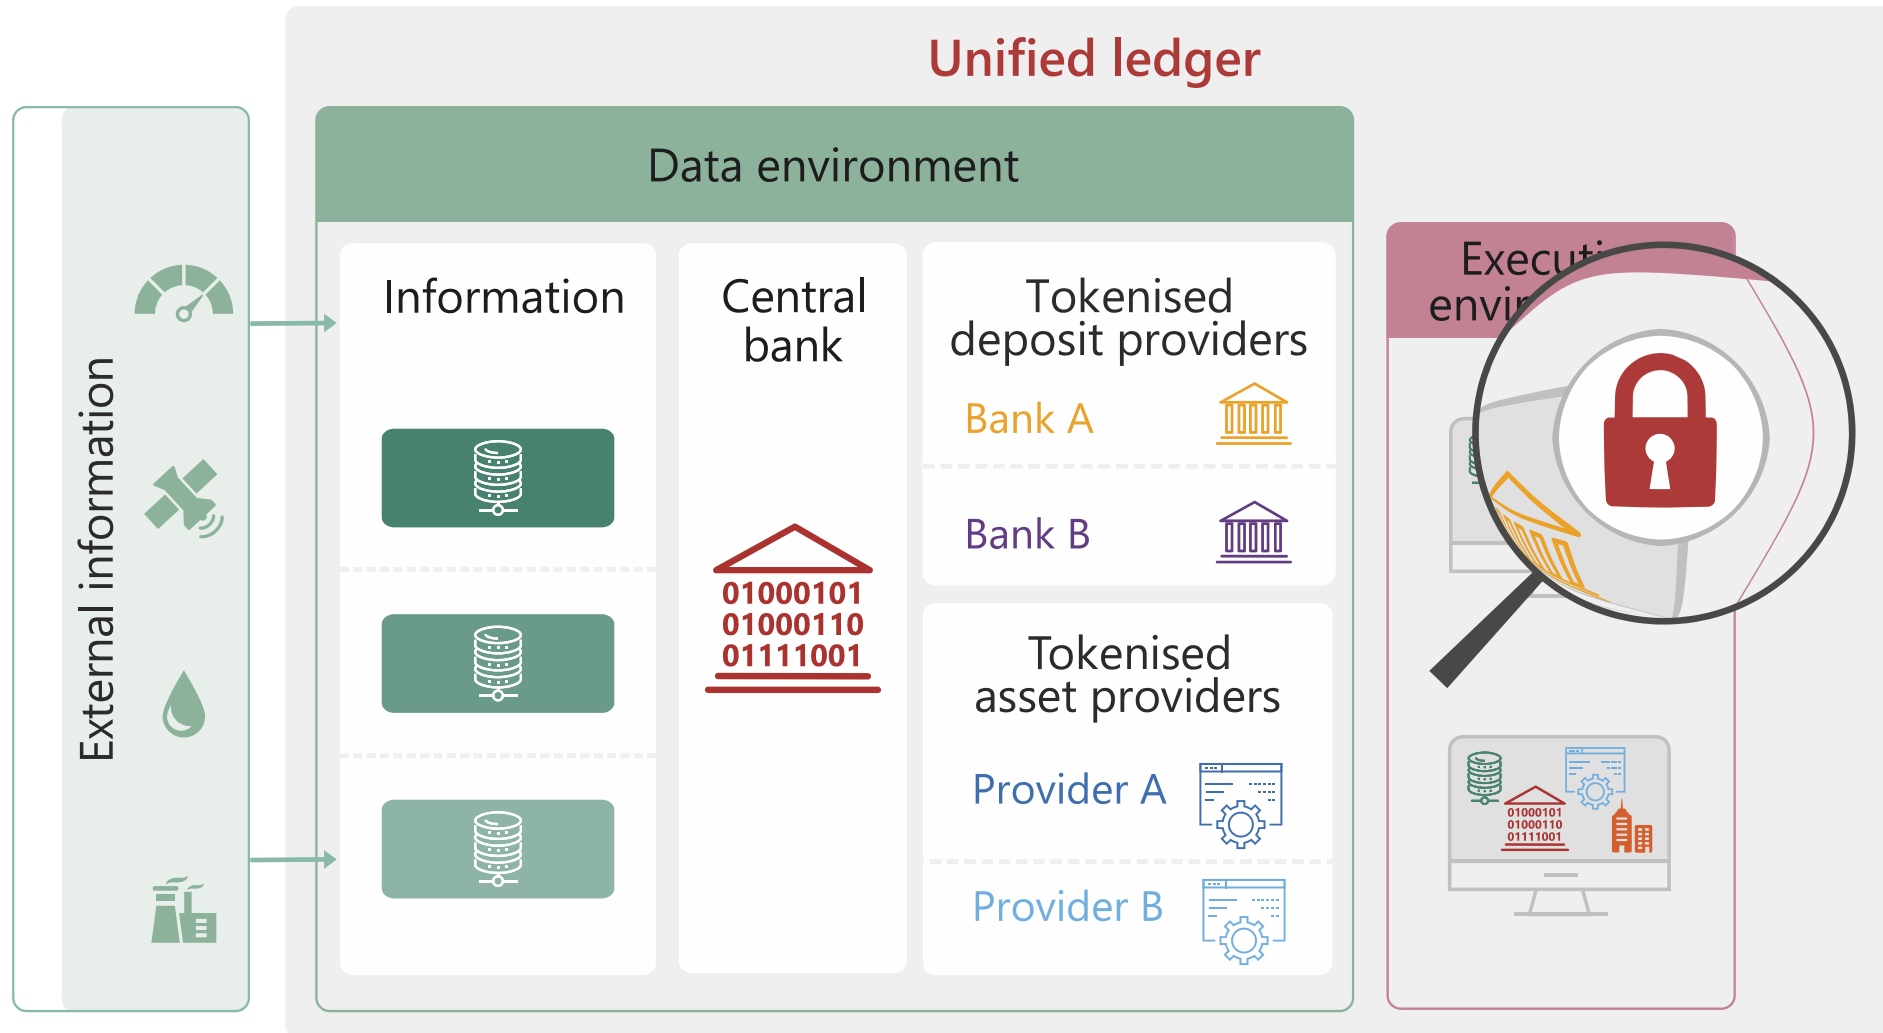 Unified ledger
External information
Data environment
Information
Central
bank
01000101
01000110
01111001
Tokenised
deposit providers
Bank A
Bank B
Tokenised
asset providers
Provider A
Provider B
01000101
01000110
01111001